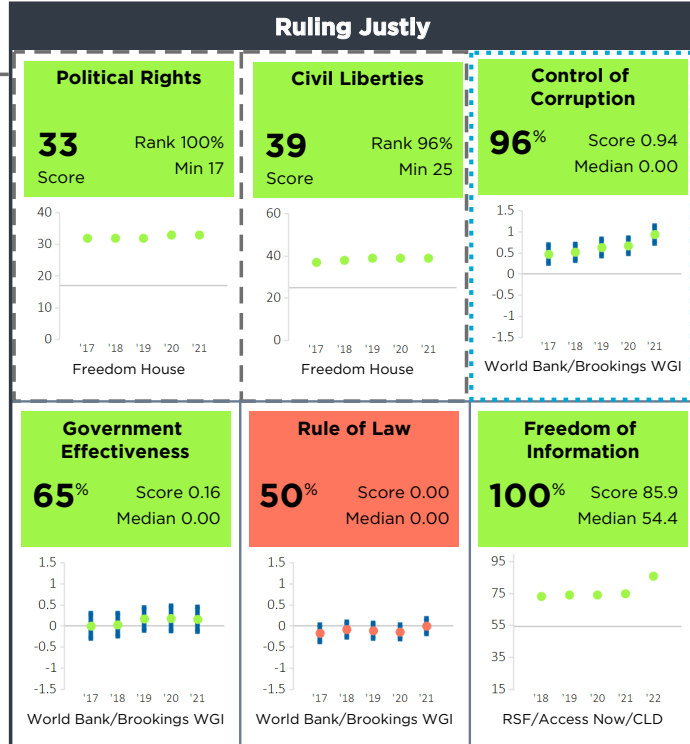 Ruling Justly
Political Rights
33
Score
Rank 100%
Min 17
40
30
20
10
0
'17 '18 '19 '20 '21
Freedom House
Civil Liberties
39
Score
Rank 96%
Min 25
60
40
20
0
'17 '18 '19 '20 '21
Freedom House
Control of
Corruption
96%
Score 0.94
Median 0.00
1.5
1
0.5
0
-0.5
-1
-1.5
'17 '18 '19 '20 '21
World Bank/Brookings WGI
Government
Effectiveness
65%
Score 0.16
Median 0.00
1.5
1
0.5
0
-0.5
-1
-1.5
'17 '18 '19 '20 '21
World Bank/Brookings WGI
Rule of Law
50%
Score 0.00
Median 0.00
1.5
1
0.5
0
-0.5
-1
-1.5
'17 '18 '19 '20 '21
World Bank/Brookings WGI
Freedom of
Information
100%
Score 85.9
Median 54.4
95
75
55
35
15
'18 '19 '20 '21 '22
RSF/Access Now/CLD